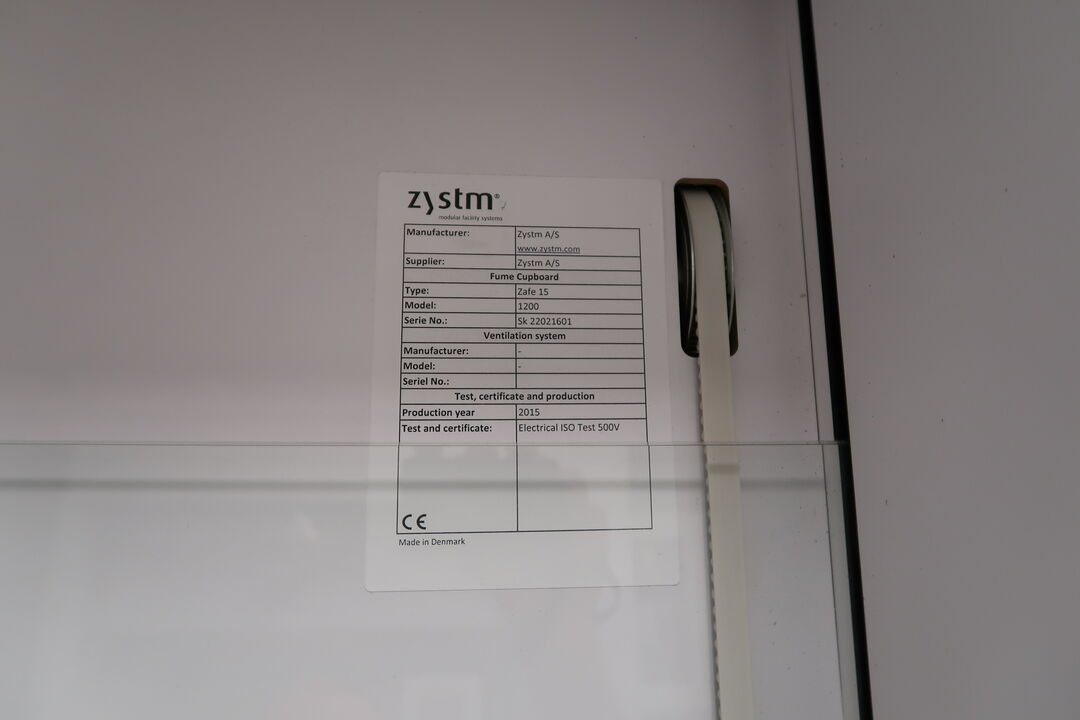 zystm®
modular facility systems
Manufacturer: Zystm A/S
www.zystm.com
Supplier: Zystm A/S
Fume Cupboard
Type: Zafe 15
Model: 1200
Serie No.: Sk 22021601
Ventilation system
Manufacturer: -
Model: -
Seriel No.:
Test, certificate and production
Production year 2015
Test and certificate: Electrical ISO Test 500V
CE
Made in Denmark